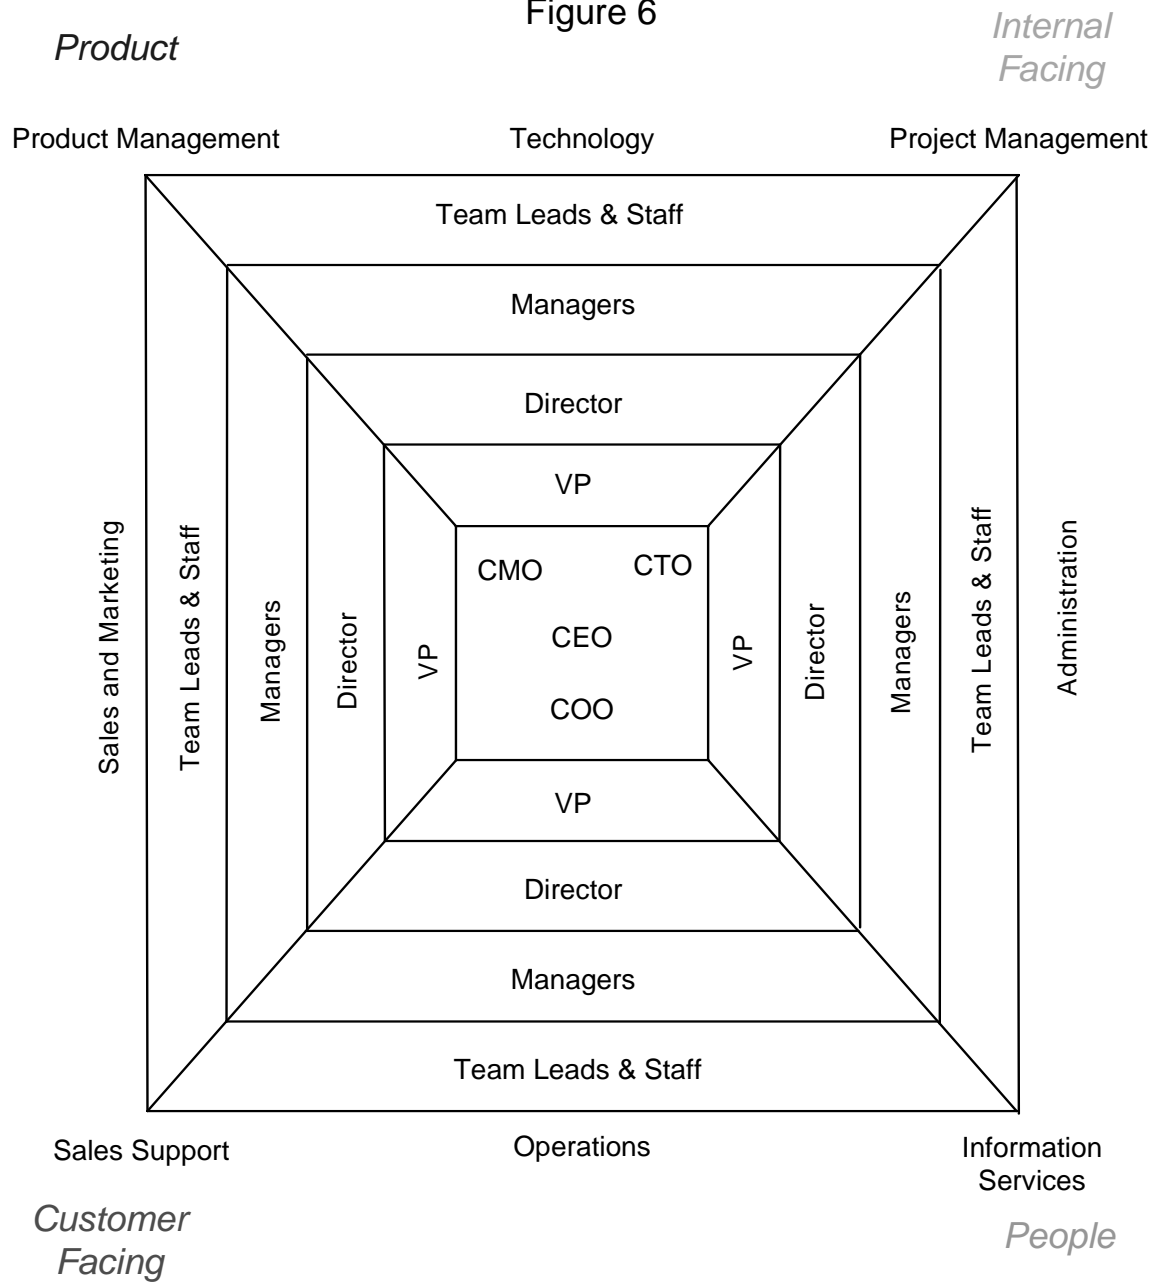 Figure 6
Product
Internal
Facing
Product Management
Technology
Project Management
Team Leads & Staff
Managers
Director
VP
Sales and Marketing
Team Leads & Staff
Managers
Director
VP
CMO
CTO
CEO
COO
VP
Director
Managers
Team Leads & Staff
Administration
VP
Director
Managers
Team Leads & Staff
Sales Support
Operations
Information
Services
Customer
Facing
People